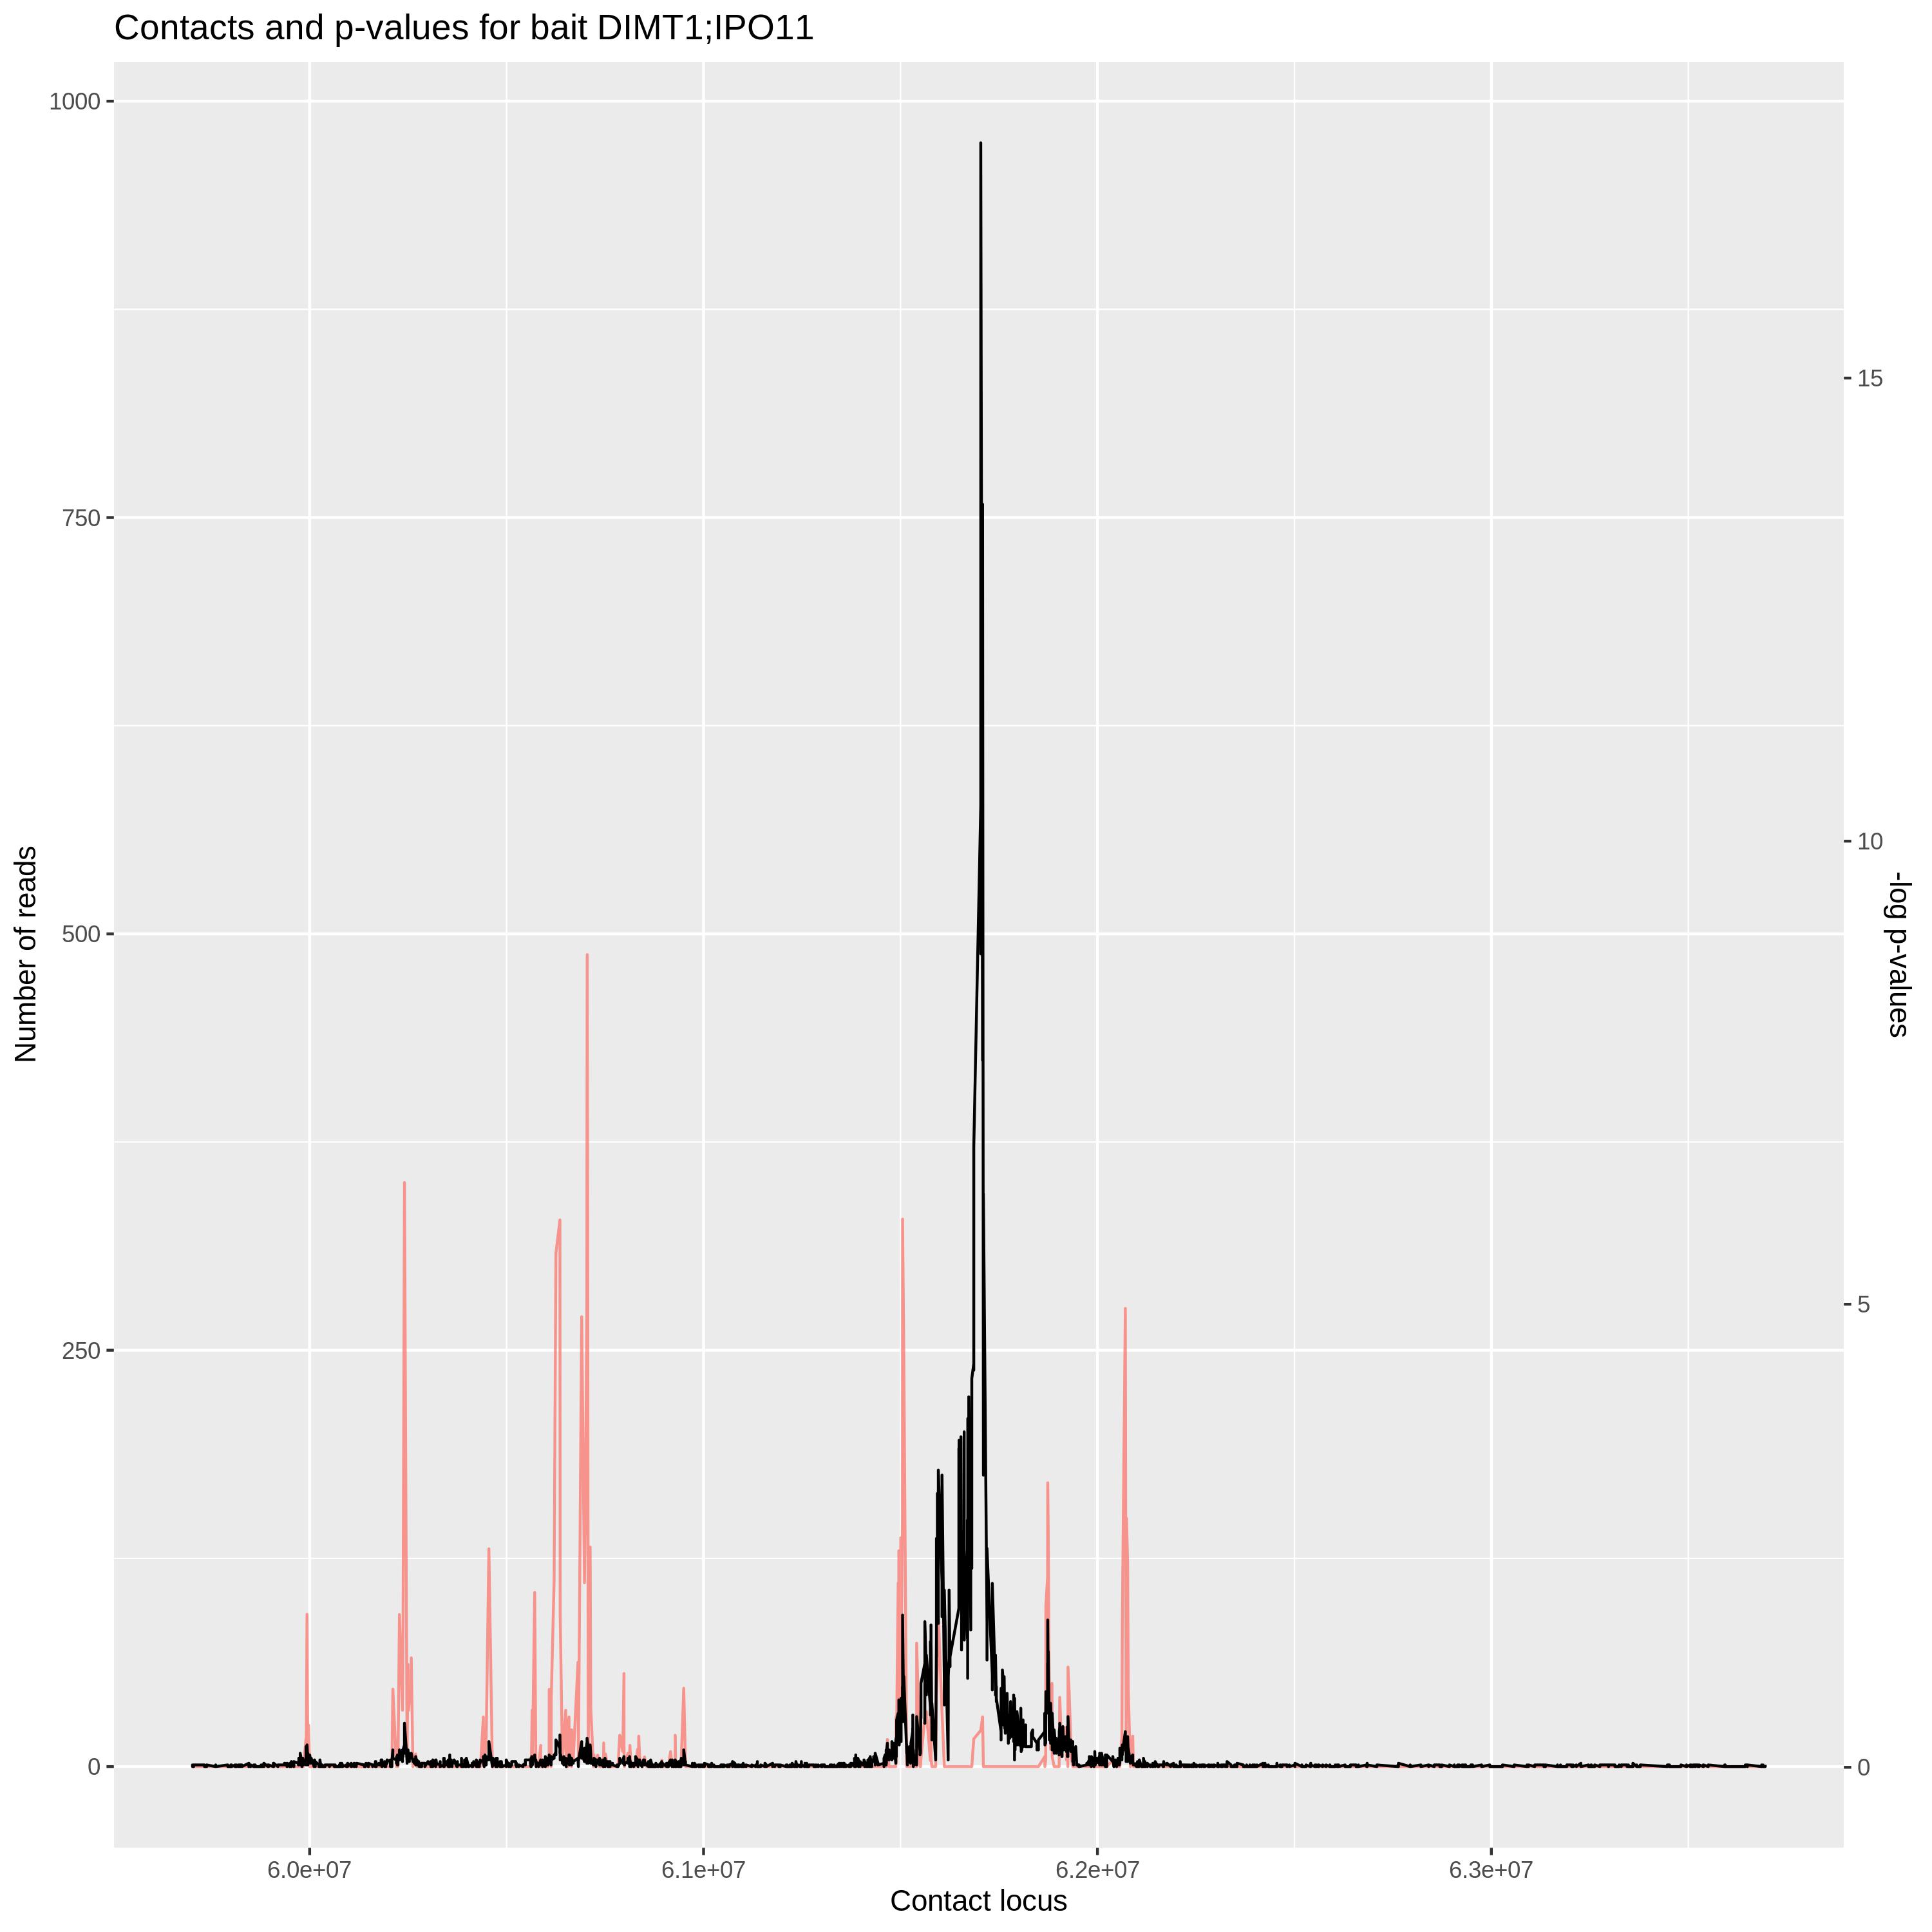 Contacts and p-values for bait DIMT1;IPO11
1000
750
500
250
0
Number of reads
15
10
5
0
-log p-values
6.0e+07
6.1e+07
6.2e+07
6.3e+07
Contact locus